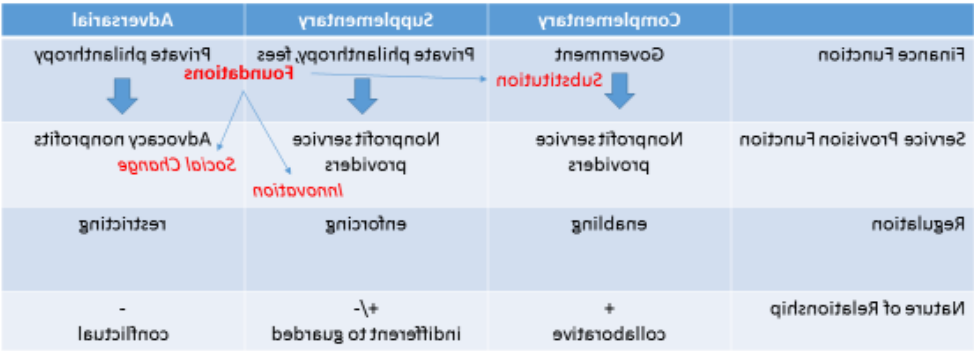 Complementary Supplementary Adversarial
Finance Function Government Private philanthropy, fees, Private philanthropy
Substitution Foundations
Service Provision Function Nonprofit service Nonprofit service Advocacy nonprofits
providers providers Social Change
Innovation
Regulation enabling enforcing restricting
Nature of Relationship + +/- -
collaborative indifferent to guarded conflictual